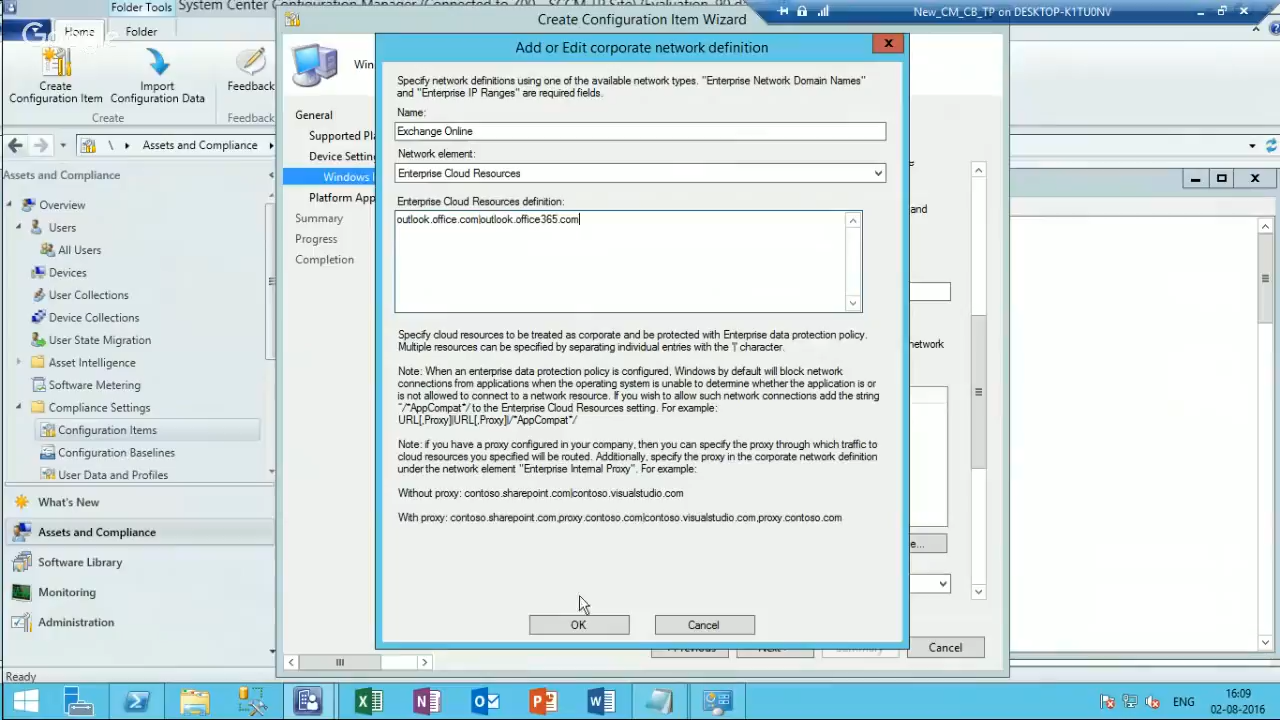 Folder Tools
System Center Configuration Manager (Connected to
Create Configuration Item Wizard
New_CM_CB_TP on DESKTOP-K1TU0NV
Home
Folder
Add or Edit corporate network definition
Create
Configuration Item
Import
Configuration Data
Feedback
Create
Feedback
Specify network definitions using one of the available network types. "Enterprise Network Domain Names"
and "Enterprise IP Ranges" are required fields.
Name:
Exchange Online
Network element:
Enterprise Cloud Resources
Enterprise Cloud Resources definition:
outlook.office.com|outlook.office365.com
Specify cloud resources to be treated as corporate and be protected with Enterprise data protection policy.
Multiple resources can be specified by separating individual entries with the '|' character.
Note: When an enterprise data protection policy is configured, Windows by default will block network
connections from applications when the operating system is unable to determine whether the application is or
is not allowed to connect to a network resource. If you wish to allow such network connections add the string
"/*AppCompat*/ to the Enterprise Cloud Resources setting. For example:
URL[,Proxy]|URL[,Proxy]|/*AppCompat*/
Note: if you have a proxy configured in your company, then you can specify the proxy through which traffic to
cloud resources you specified will be routed. Additionally, specify the proxy in the corporate network definition
under the network element "Enterprise Internal Proxy". For example:
Without proxy: contoso.sharepoint.com|contoso.visualstudio.com
With proxy: contoso.sharepoint.com,proxy.contoso.com|contoso.visualstudio.com,proxy.contoso.com
OK
Cancel
Win
General
Supported Pla
Device Setting
Windows I
Platform App
Summary
Progress
Completion
and
network
e...
Cancel
\ Assets and Compliance
Assets and Compliance
Overview
Users
All Users
Devices
User Collections
Device Collections
User State Migration
Asset Intelligence
Software Metering
Compliance Settings
Configuration Items
Configuration Baselines
User Data and Profiles
What's New
Assets and Compliance
Software Library
Monitoring
Administration
Ready
ENG
16:09
02-08-2016